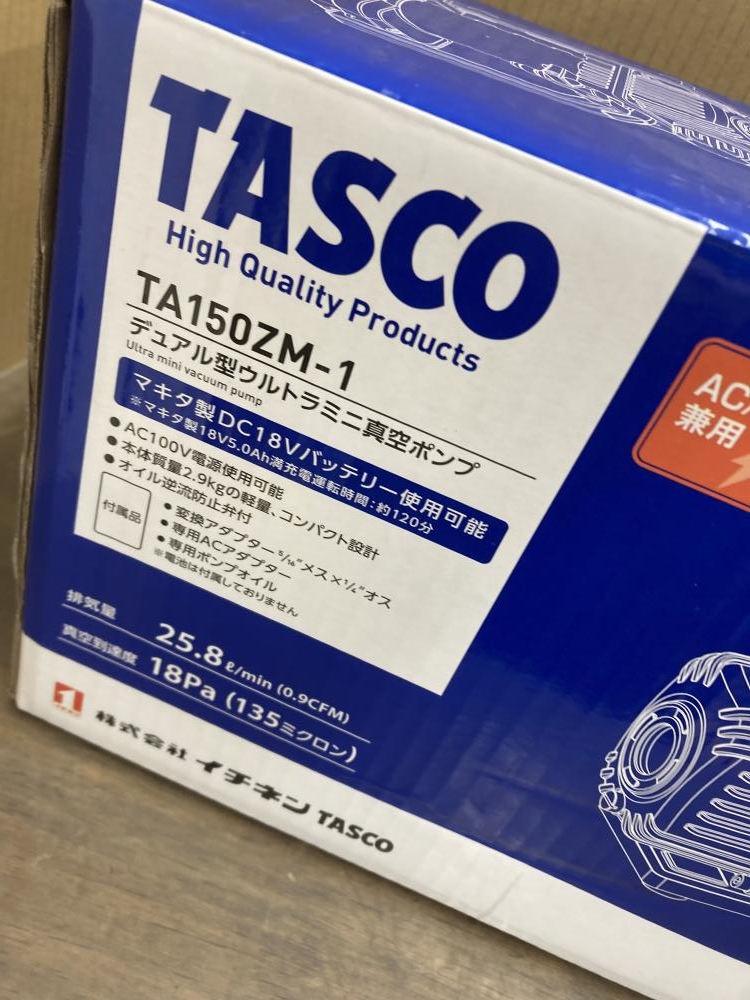 TASCO
High Quality Products
TA150ZM-1
デュアル型ウルトラミニ真空ポンプ
Ultra mini vacuum pump
マキタ製DC18Vバッテリー使用可能
※マキタ製18V5.0Ah満充電運転時間:約120分
●AC100V電源使用可能
●本体質量2.9kgの軽量、コンパクト設計
●オイル逆流防止弁付
付属品
●変換アダプター5/16"メス×1/4"オス
●専用ACアダプター
●専用ポンプオイル
※電池は付属しておりません
排気量 25.8ℓ/min (0.9CFM)
真空到達度 18Pa (135ミクロン)
株式会社イチネンTASCO
AC
兼用